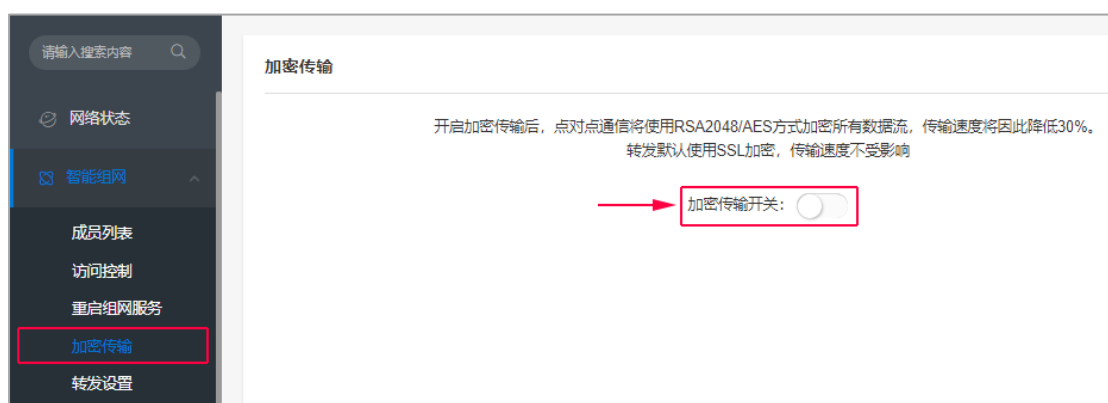 请输入搜索内容
网络状态
智能组网
成员列表
访问控制
重启组网服务
加密传输
转发设置
加密传输
开启加密传输后，点对点通信将使用RSA2048/AES方式加密所有数据流，传输速度将因此降低30%。
转发默认使用SSL加密，传输速度不受影响
加密传输开关：